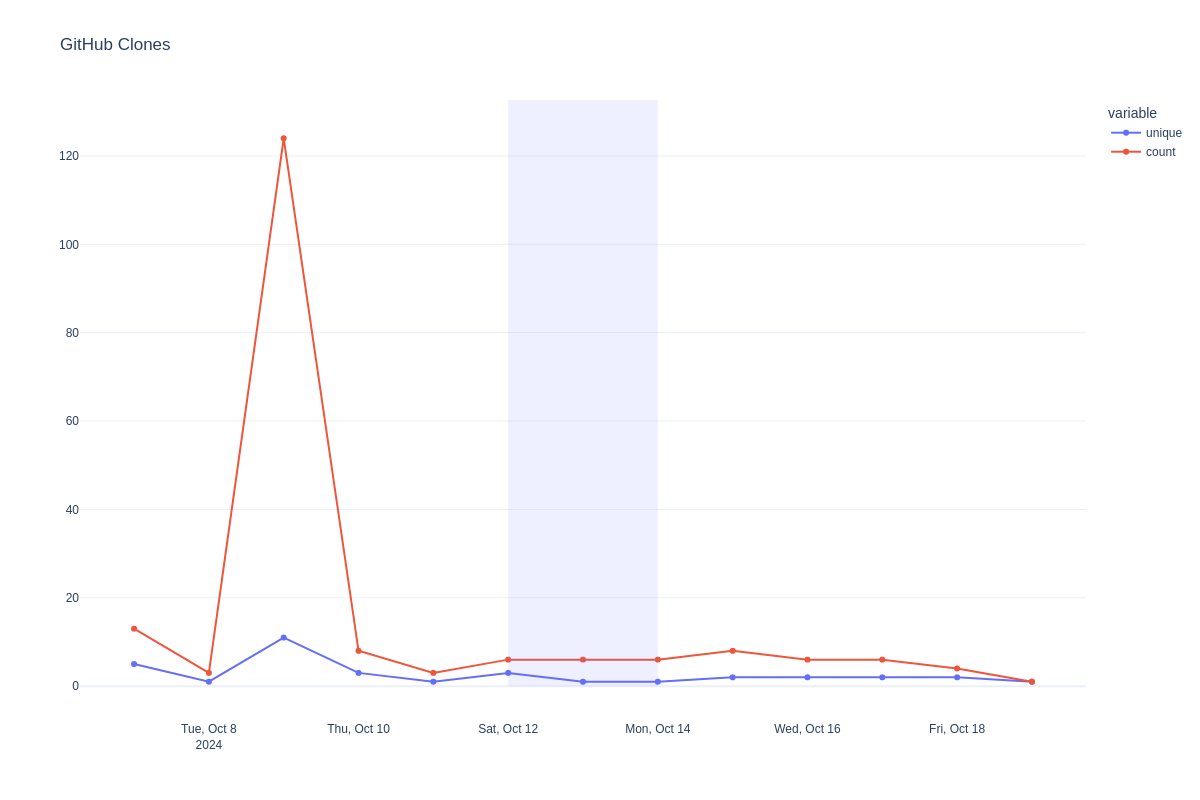 GitHub Clones
variable
unique
count
120
100
80
60
40
20
0
Tue, Oct 8
2024
Thu, Oct 10
Sat, Oct 12
Mon, Oct 14
Wed, Oct 16
Fri, Oct 18